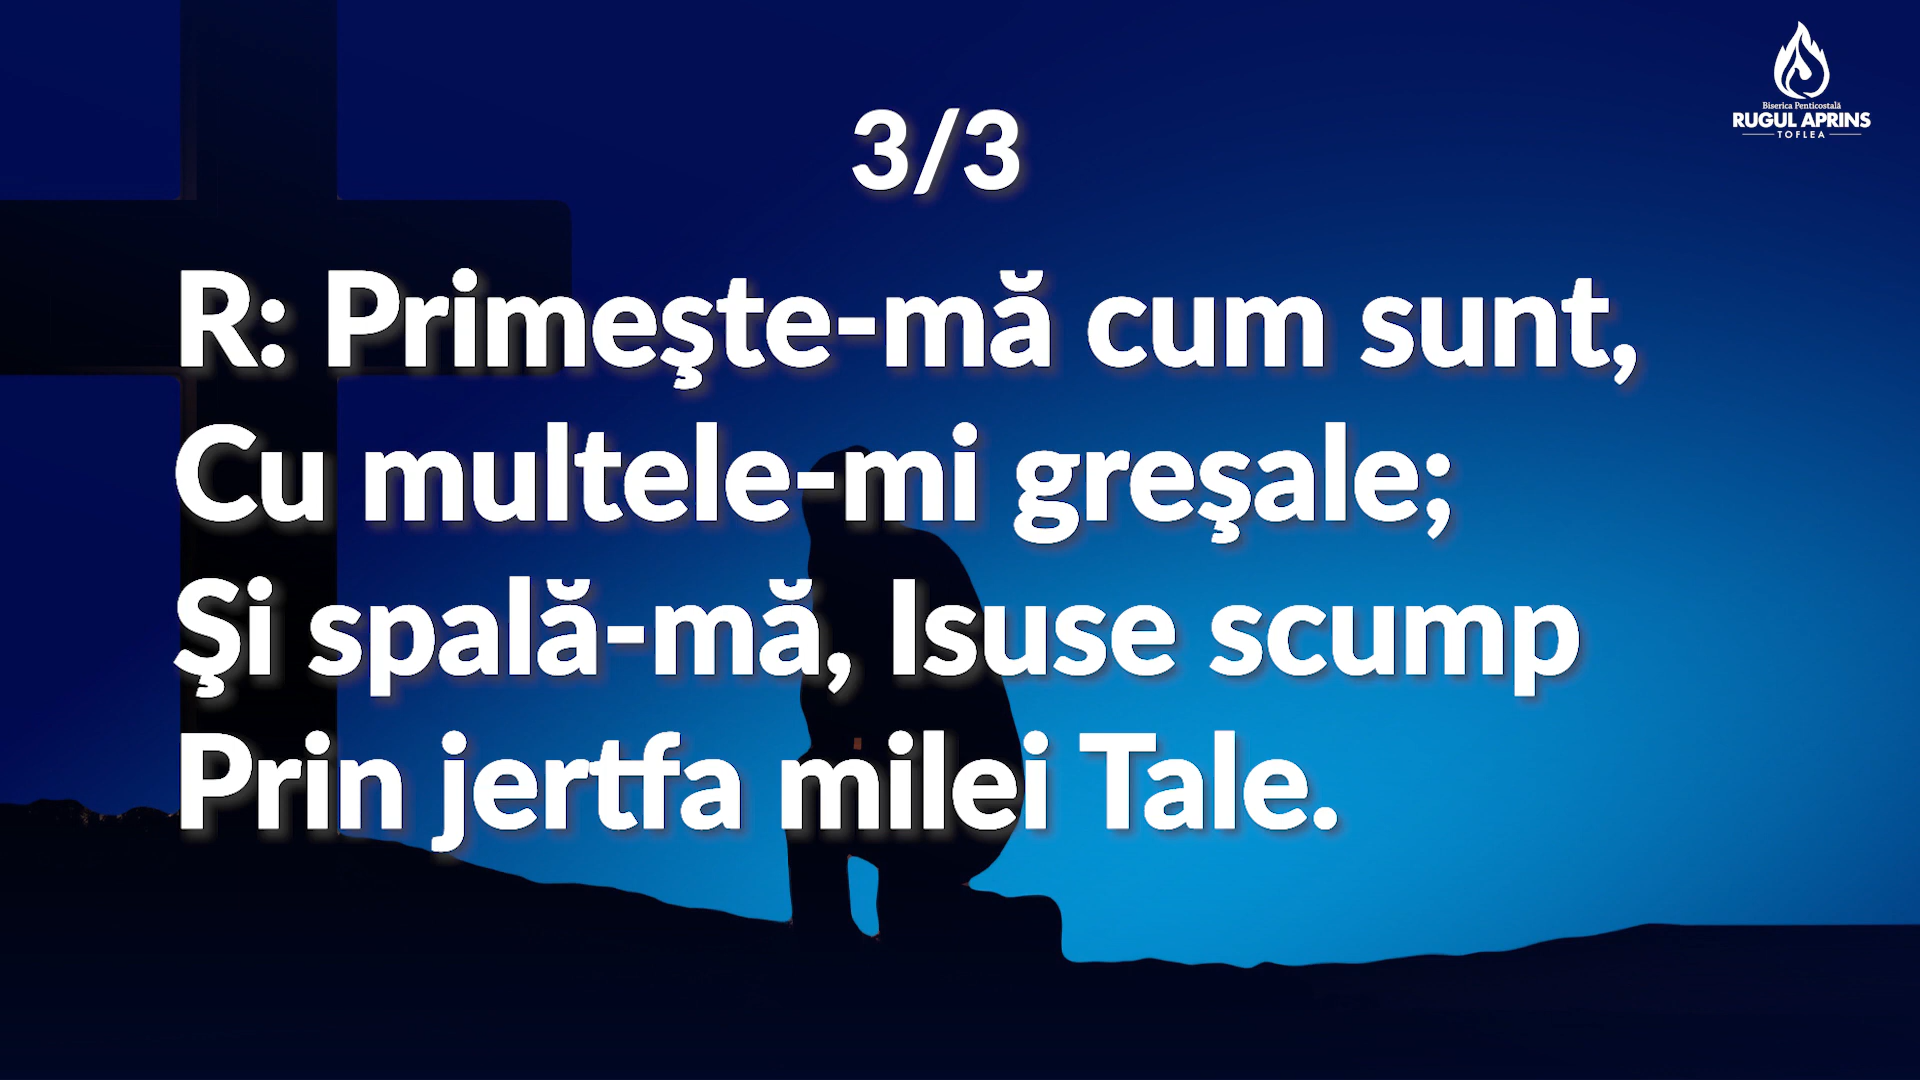 Biserica Penticostală
RUGUL APRINS
TOFLEA
3/3
R: Primeşte-mă cum sunt,
Cu multele-mi greşale;
Şi spală-mă, Isuse scump
Prin jertfa milei Tale.